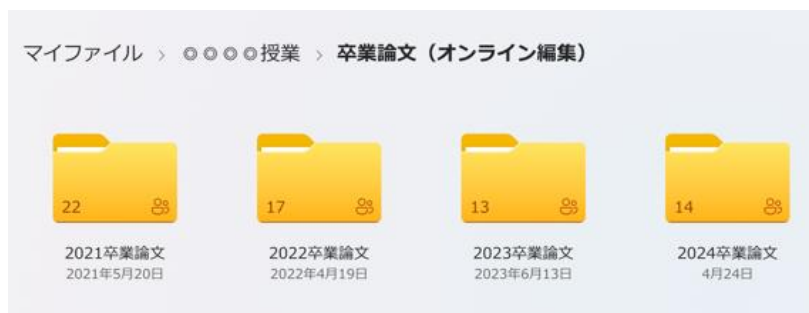 マイファイル > ◎◎◎◎授業 > 卒業論文（オンライン編集）
22
17
13
14
2021卒業論文
2022卒業論文
2023卒業論文
2024卒業論文
2021年5月20日
2022年4月19日
2023年6月13日
4月24日